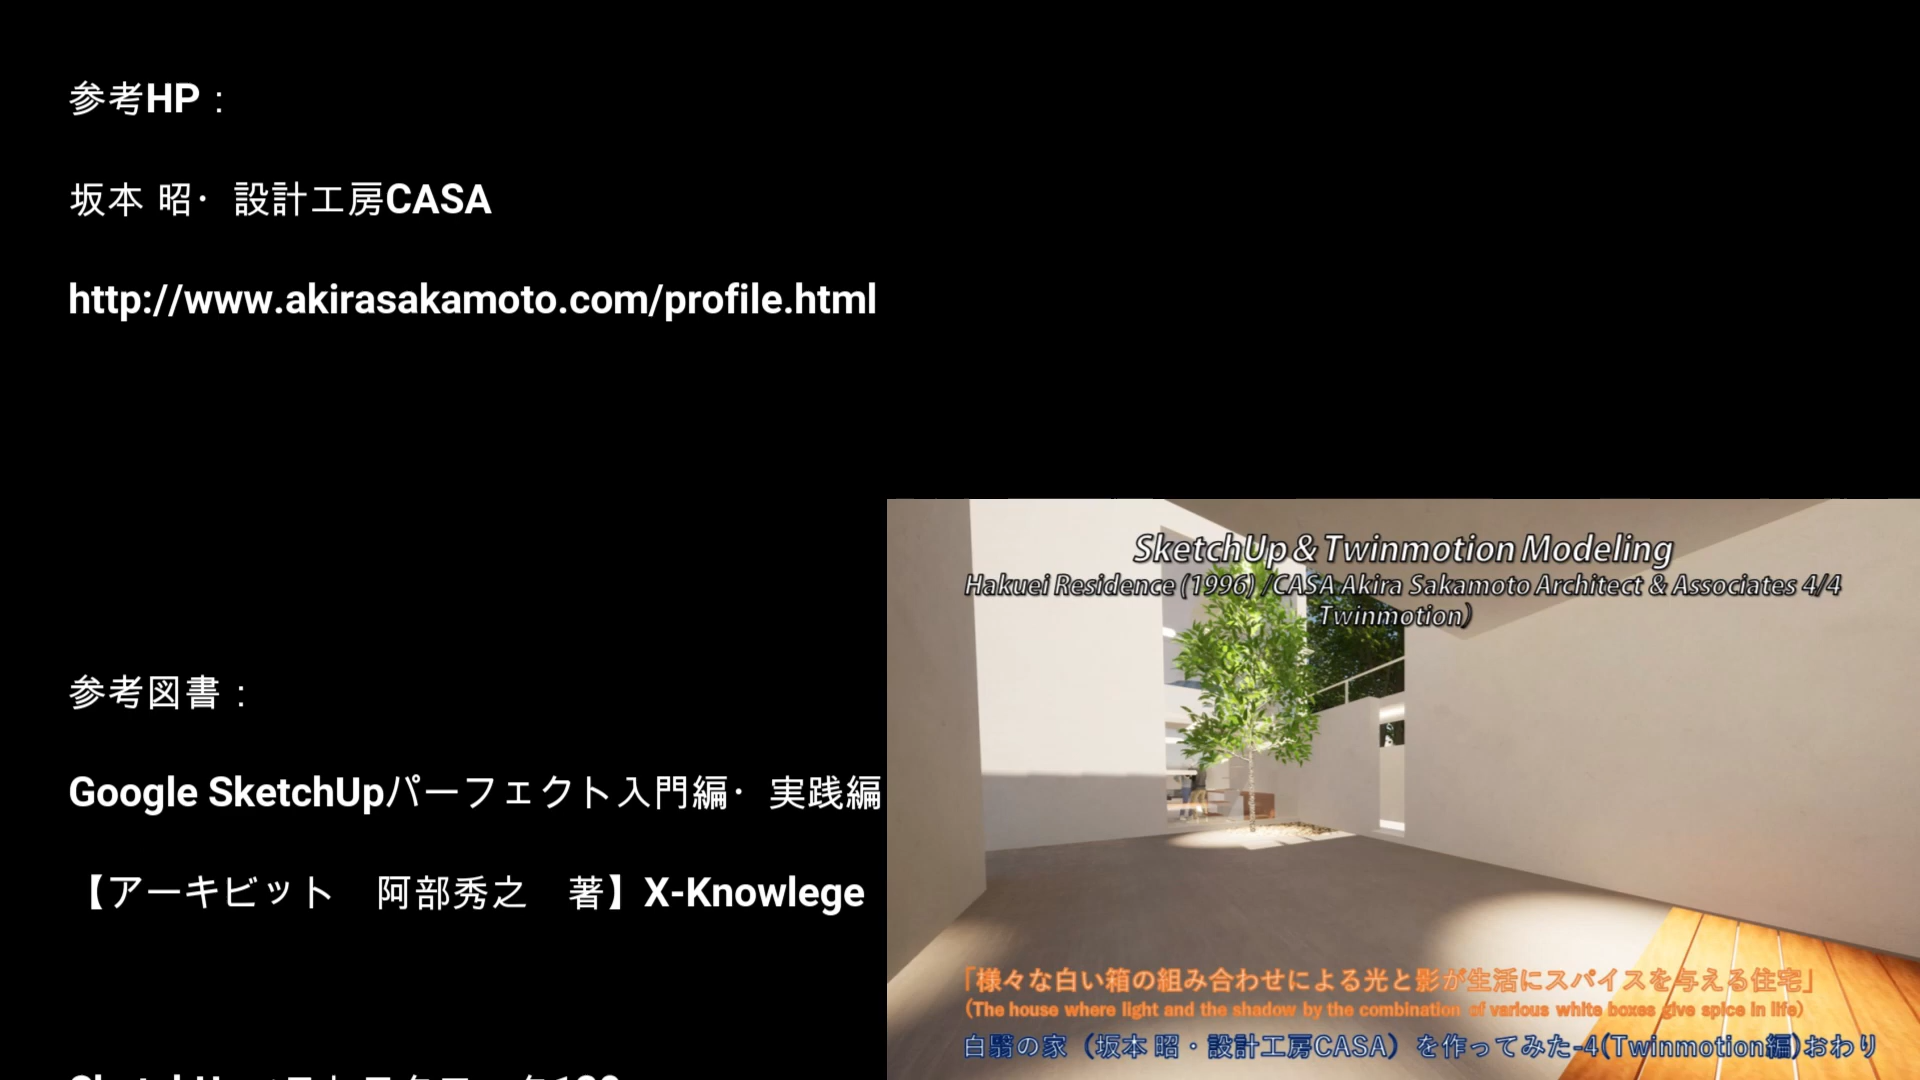 参考HP：
坂本 昭・設計工房CASA
http://www.akirasakamoto.com/profile.html
参考図書：
Google SketchUpパーフェクト入門編・実践編
【アーキビット　阿部秀之　著】X-Knowlege
SketchUp & Twinmotion Modeling
Hakuei Residence (1996) /CASA Akira Sakamoto Architect & Associates 4/4
Twinmotion)
「様々な白い箱の組み合わせによる光と影が生活にスパイスを与える住宅」
(The house where light and the shadow by the combination of various white boxes give spice in life)
白翳の家（坂本 昭・設計工房CASA）を作ってみた-4(Twinmotion編)おわり